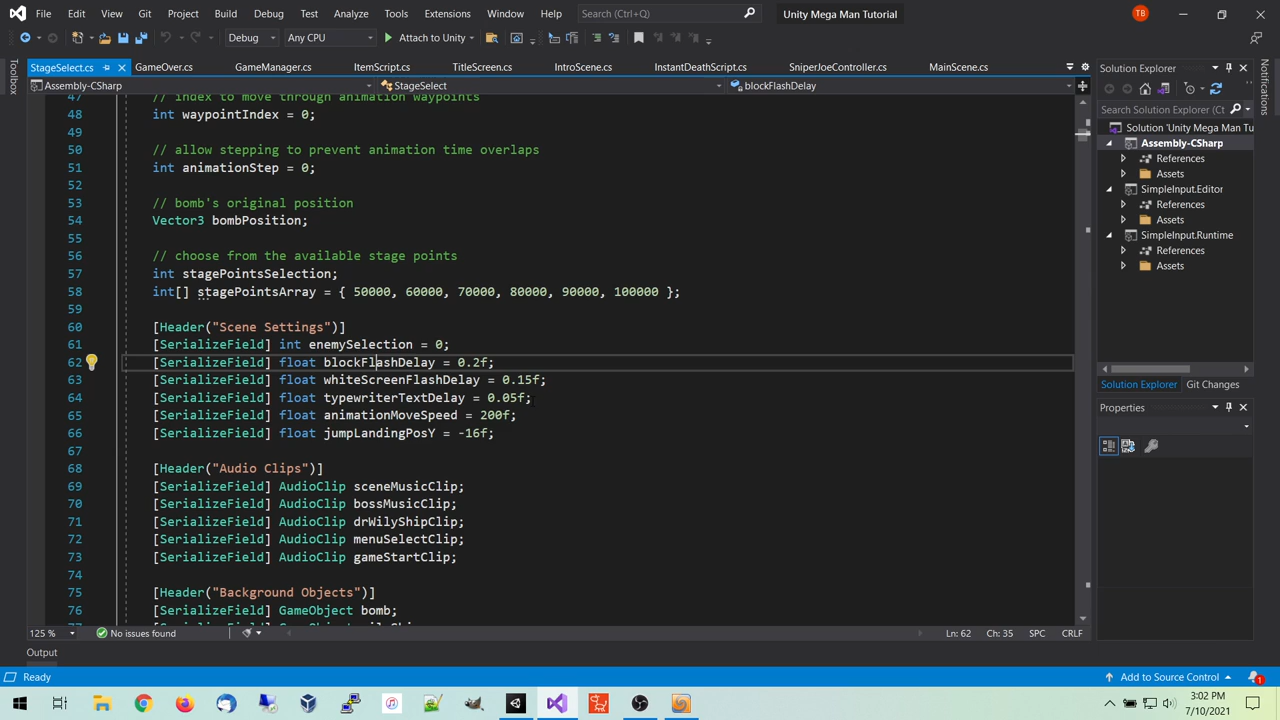 File Edit View Git Project Build Debug Test Analyze Tools Extensions Window Help Search (Ctrl+Q) Unity Mega Man Tutorial TB
Debug Any CPU Attach to Unity
Toolbox
StageSelect.cs GameOver.cs GameManager.cs ItemScript.cs TitleScreen.cs IntroScene.cs InstantDeathScript.cs SniperJoeController.cs MainScene.cs
Assembly-CSharp StageSelect blockFlashDelay
47 // index to move through animation waypoints
48 int waypointIndex = 0;
49
50 // allow stepping to prevent animation time overlaps
51 int animationStep = 0;
52
53 // bomb's original position
54 Vector3 bombPosition;
55
56 // choose from the available stage points
57 int stagePointsSelection;
58 int[] stagePointsArray = { 50000, 60000, 70000, 80000, 90000, 100000 };
59
60 [Header("Scene Settings")]
61 [SerializeField] int enemySelection = 0;
62 [SerializeField] float blockFlashDelay = 0.2f;
63 [SerializeField] float whiteScreenFlashDelay = 0.15f;
64 [SerializeField] float typewriterTextDelay = 0.05f;
65 [SerializeField] float animationMoveSpeed = 200f;
66 [SerializeField] float jumpLandingPosY = -16f;
67
68 [Header("Audio Clips")]
69 [SerializeField] AudioClip sceneMusicClip;
70 [SerializeField] AudioClip bossMusicClip;
71 [SerializeField] AudioClip drWilyShipClip;
72 [SerializeField] AudioClip menuSelectClip;
73 [SerializeField] AudioClip gameStartClip;
74
75 [Header("Background Objects")]
76 [SerializeField] GameObject bomb;
125 % No issues found Ln: 62 Ch: 35 SPC CRLF
Output
Solution Explorer
Search Solution Explorer (Ct
Solution 'Unity Mega Man Tu
Assembly-CSharp
References
Assets
SimpleInput.Editor
References
Assets
SimpleInput.Runtime
References
Assets
Solution Explorer Git Changes
Properties
Notifications
Ready Add to Source Control 1
3:02 PM
7/10/2021